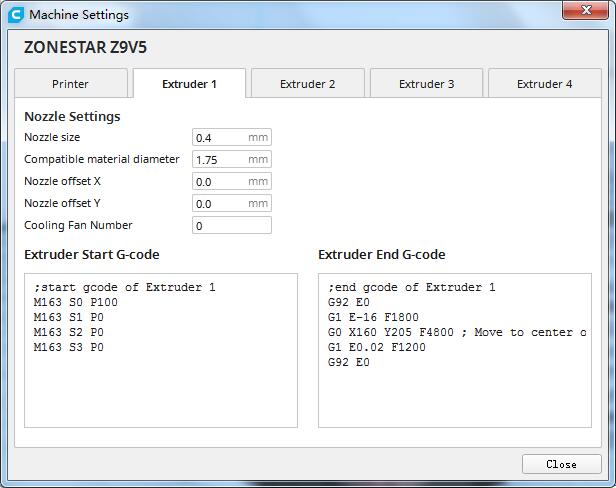 Machine Settings
ZONESTAR Z9V5
Printer
Extruder 1
Extruder 2
Extruder 3
Extruder 4
Nozzle Settings
Nozzle size 0.4 mm
Compatible material diameter 1.75 mm
Nozzle offset X 0.0 mm
Nozzle offset Y 0.0 mm
Cooling Fan Number 0
Extruder Start G-code
;start gcode of Extruder 1
M163 S0 P100
M163 S1 P0
M163 S2 P0
M163 S3 P0
Extruder End G-code
;end gcode of Extruder 1
G92 E0
G1 E-16 F1800
G0 X160 Y205 F4800 ; Move to center o
G1 E0.02 F1200
G92 E0
Close